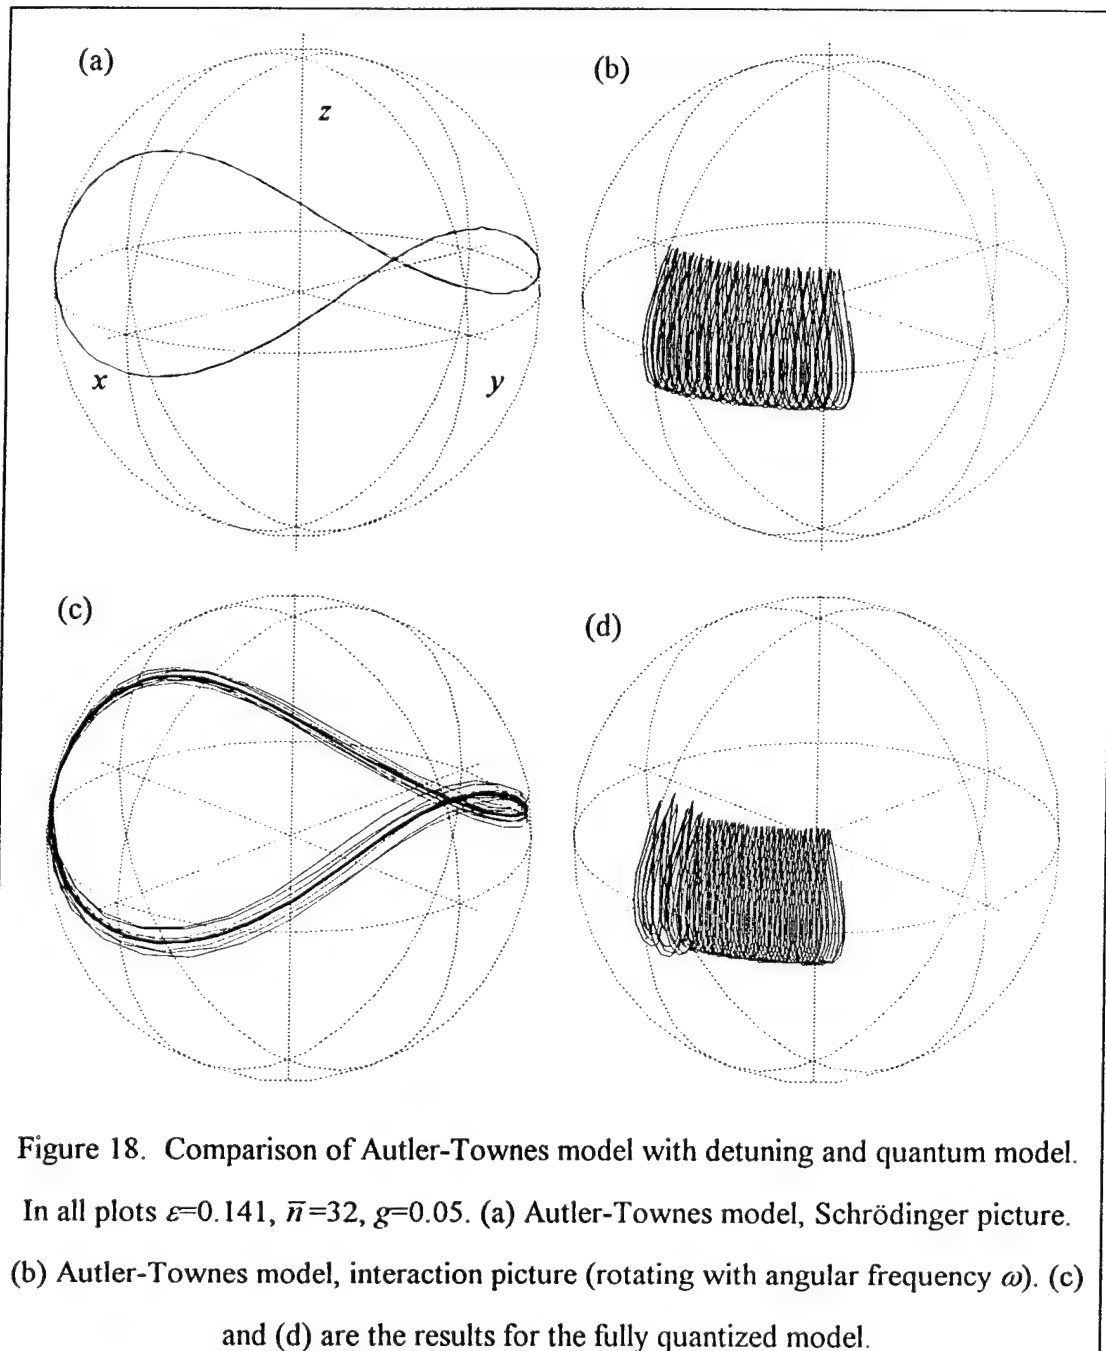 (a)
(b)
z
x
y
(c)
(d)
Figure 18. Comparison of Autler-Townes model with detuning and quantum model.
In all plots ε=0.141, n̅=32, g=0.05. (a) Autler-Townes model, Schrödinger picture.
(b) Autler-Townes model, interaction picture (rotating with angular frequency ω). (c)
and (d) are the results for the fully quantized model.